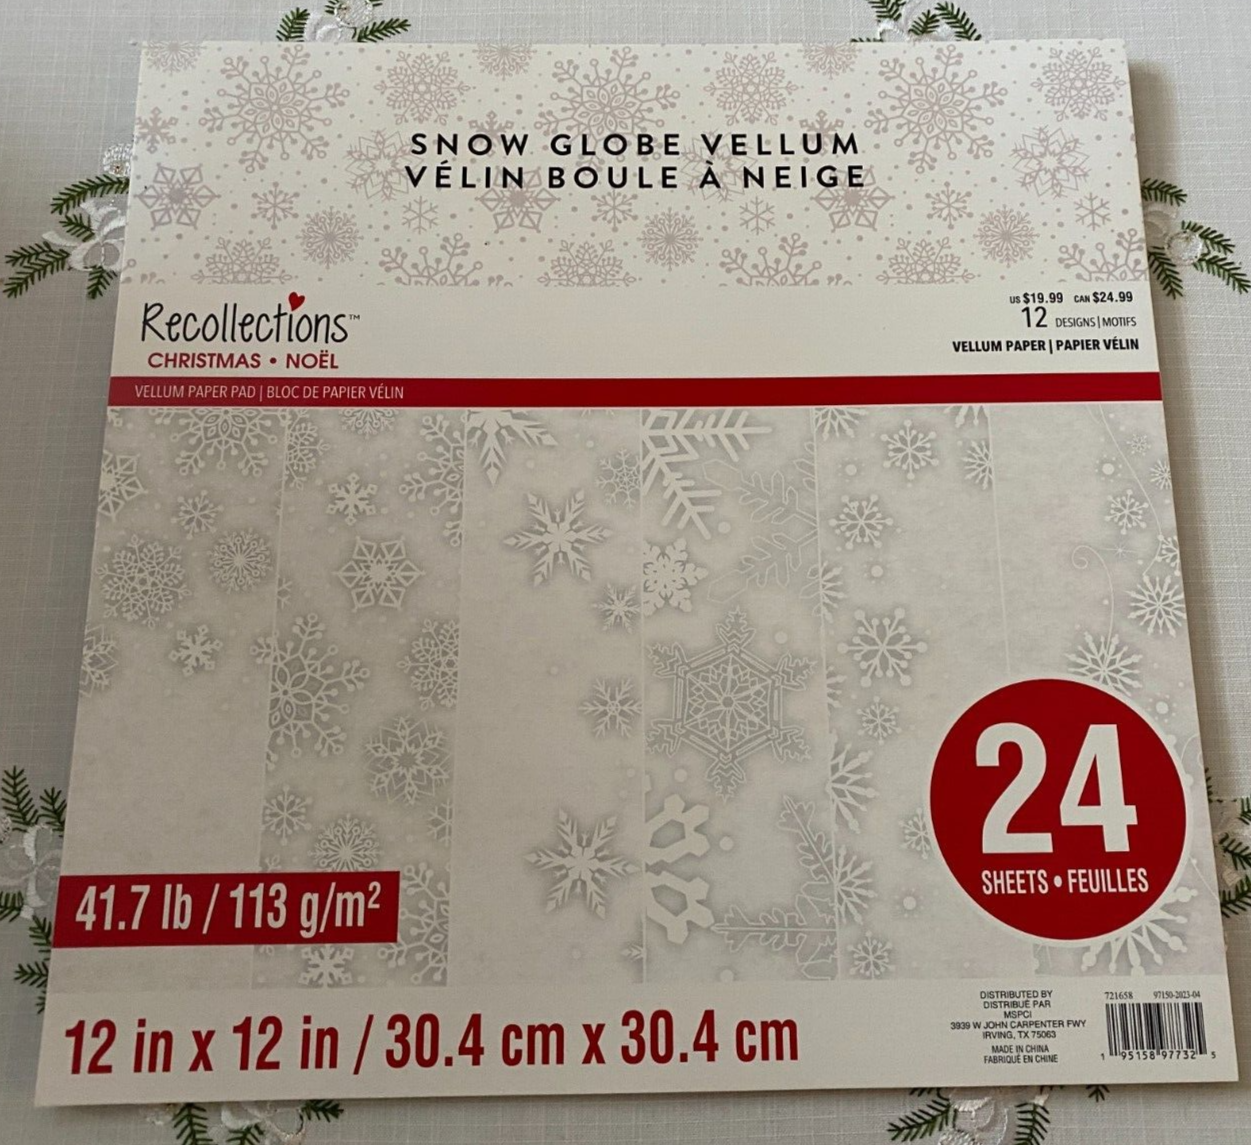 SNOW GLOBE VELLUM
VÉLIN BOULE À NEIGE
Recollections™
CHRISTMAS • NOËL
US $19.99 CAN $24.99
12 DESIGNS | MOTIFS
VELLUM PAPER | PAPIER VÉLIN
VELLUM PAPER PAD | BLOC DE PAPIER VÉLIN
24
SHEETS • FEUILLES
41.7 lb / 113 g/m²
12 in x 12 in / 30.4 cm x 30.4 cm
DISTRIBUTED BY
DISTRIBUÉ PAR
MSPCI
3939 W JOHN CARPENTER FWY
IRVING, TX 75063
MADE IN CHINA
FABRIQUÉ EN CHINE
721658 97150-2023-04
1 95158 97732 5